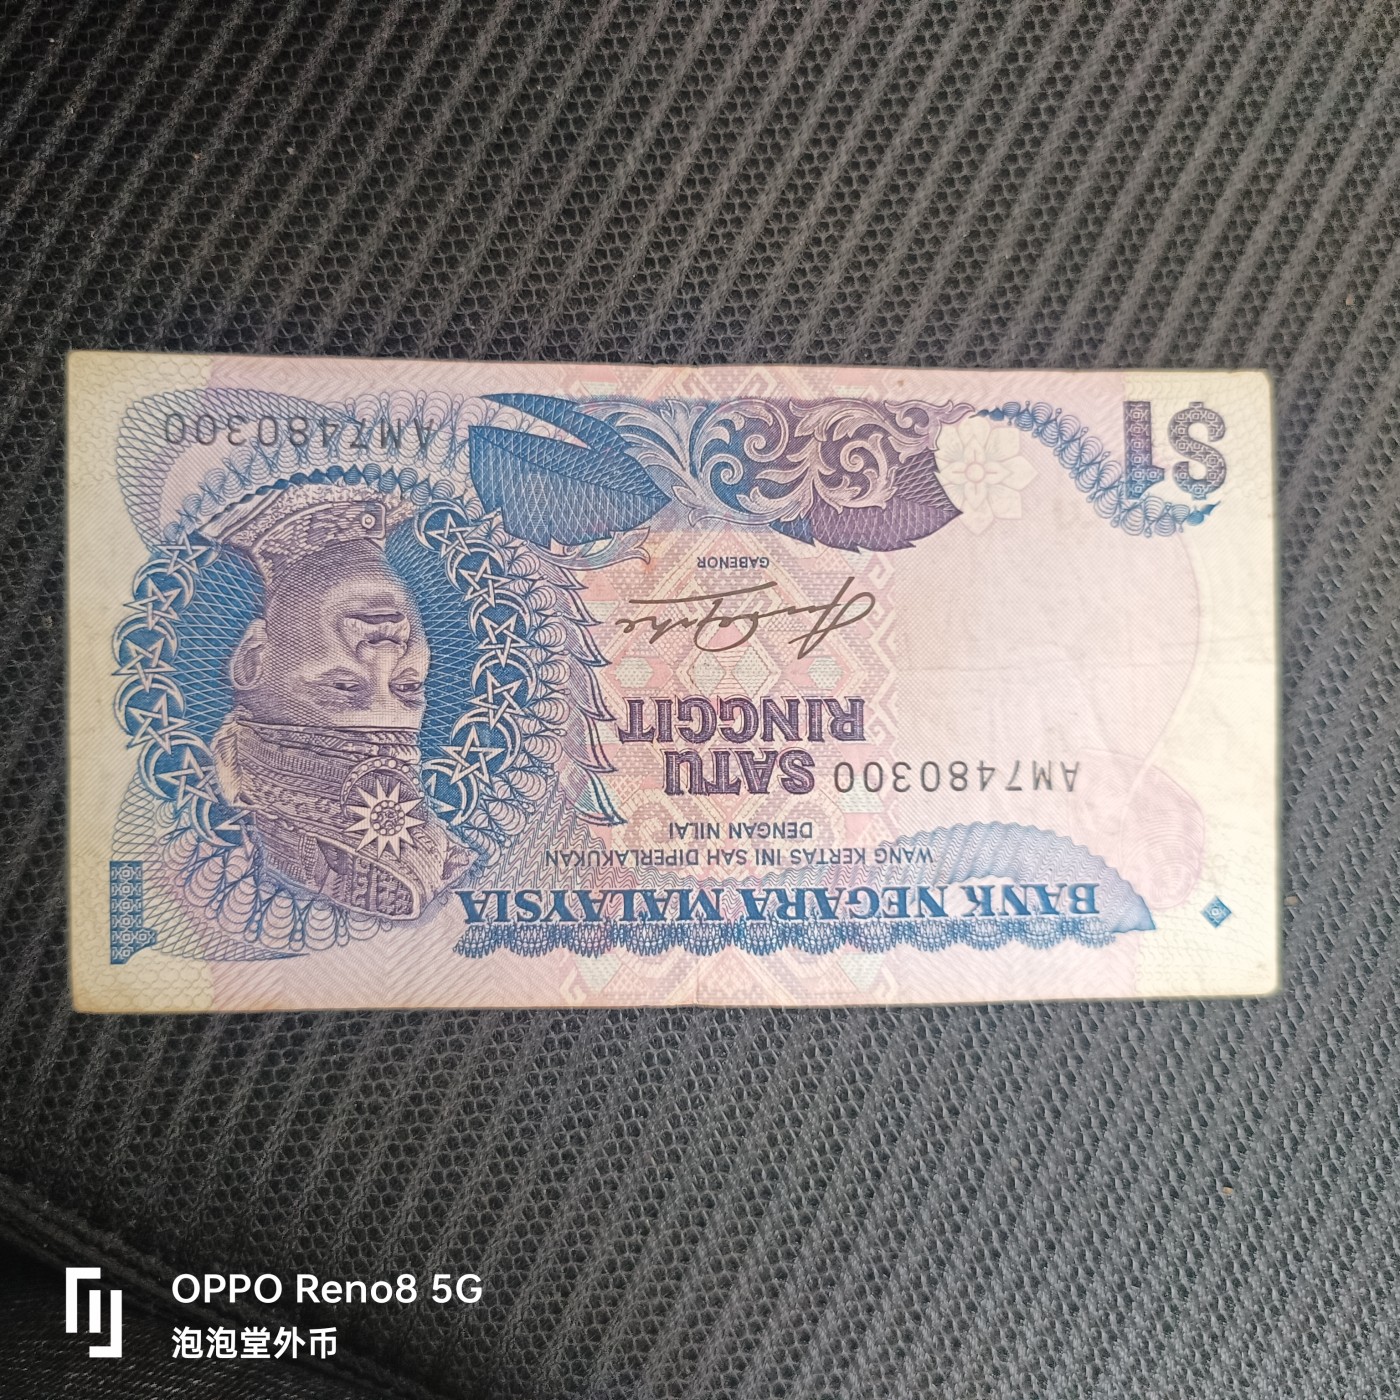 BANK NEGARA MALAYSIA
WANG KERTAS INI SAH DIPERLAKUKAN
DENGAN NILAI
AM7480300
SATU
RINGGIT
GABENOR
$1
AM7480300
OPPO Reno8 5G
泡泡堂外币